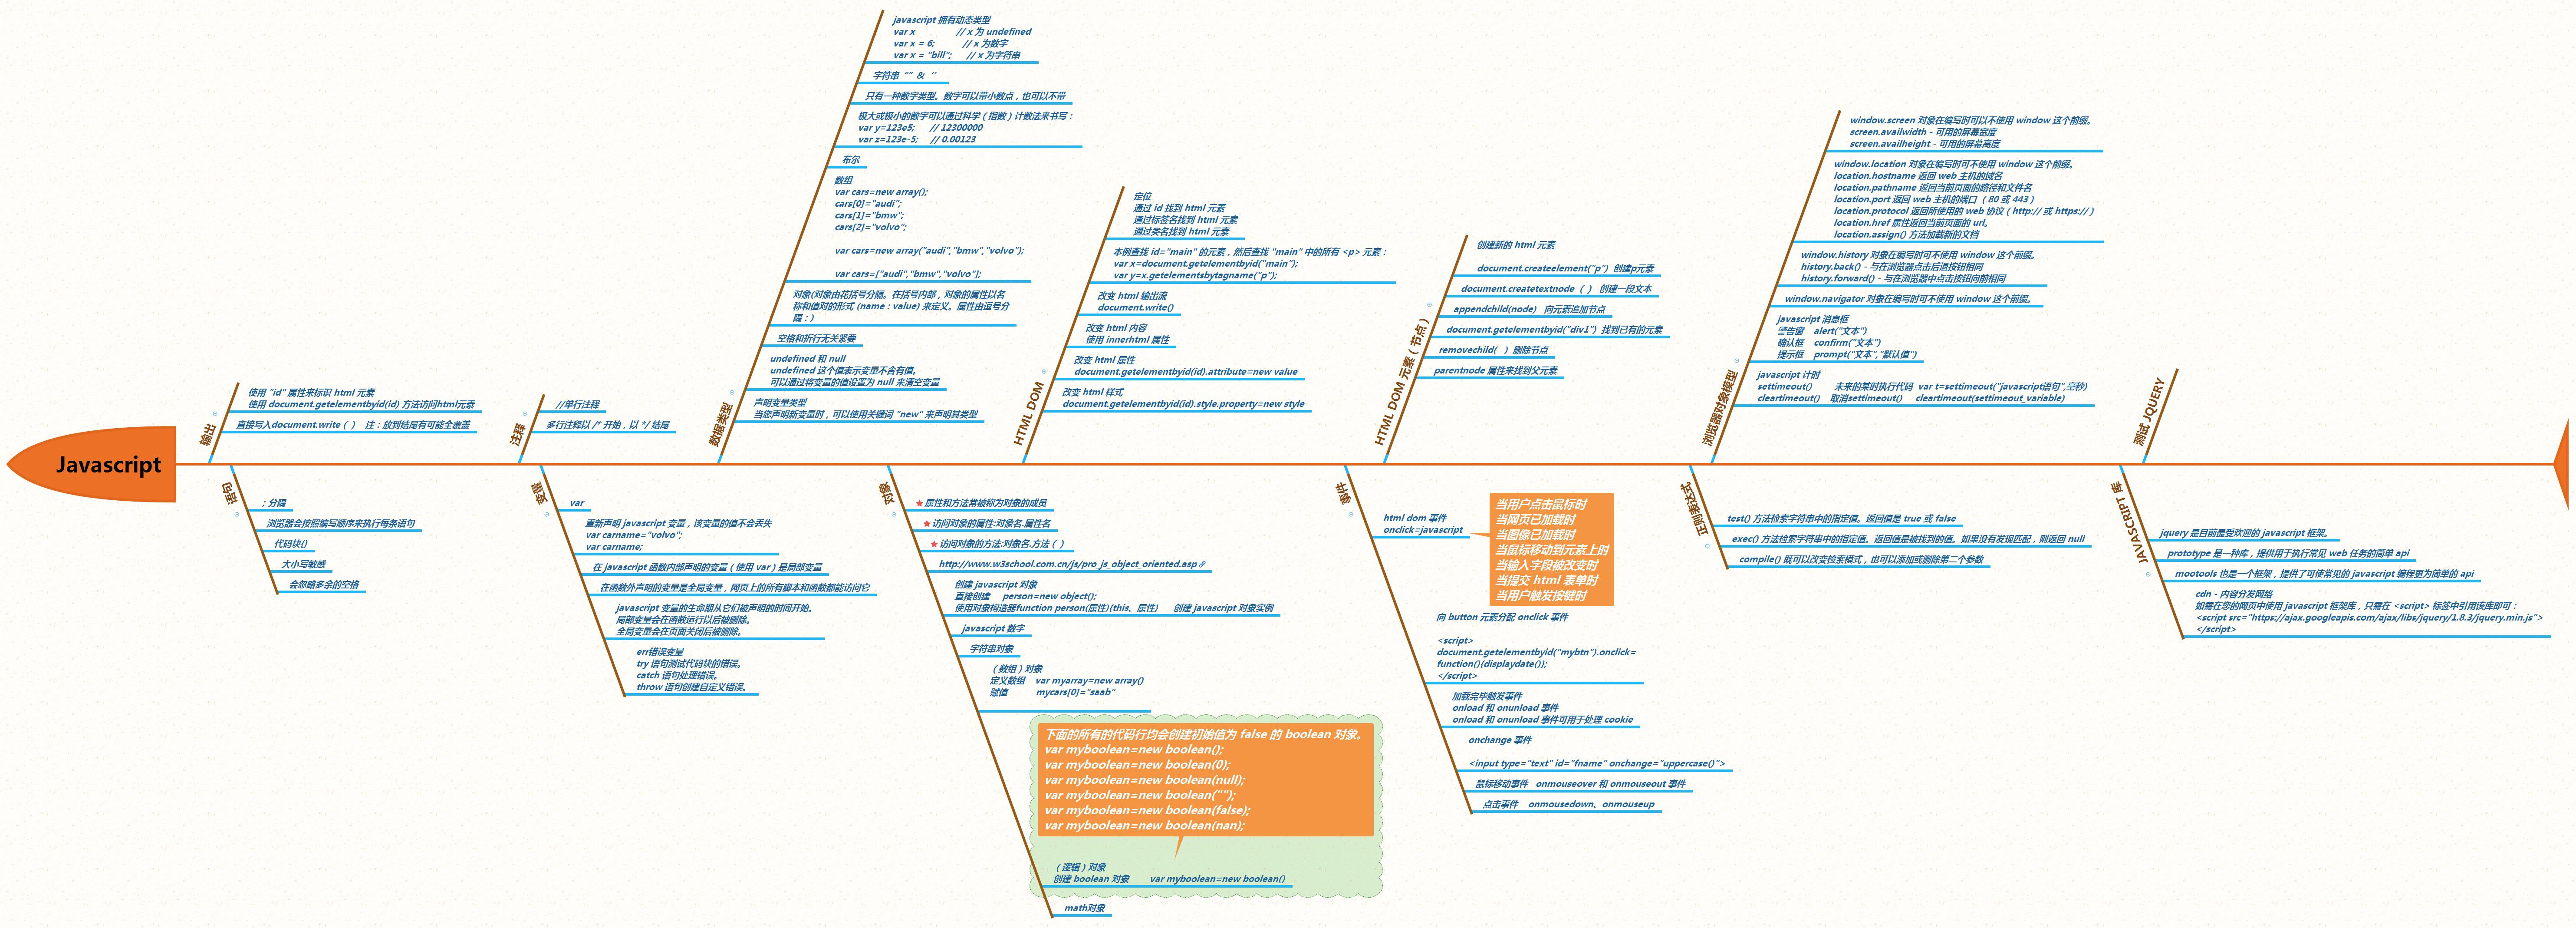 Javascript
输出
使用 "id" 属性来标识 html 元素
使用 document.getelementbyid(id) 方法访问html元素
直接写入document.write（ ） 注：放到结尾有可能全覆盖
语句
; 分隔
浏览器会按照编写顺序来执行每条语句
代码块{}
大小写敏感
会忽略多余的空格
注释
//单行注释
多行注释以 /* 开始，以 */ 结尾
变量
var
重新声明 javascript 变量，该变量的值不会丢失
var carname="volvo";
var carname;
在 javascript 函数内部声明的变量（使用 var）是局部变量
在函数外声明的变量是全局变量，网页上的所有脚本和函数都能访问它
javascript 变量的生命期从它们被声明的时间开始。
局部变量会在函数运行以后被删除。
全局变量会在页面关闭后被删除。
err错误变量
try 语句测试代码块的错误。
catch 语句处理错误。
throw 语句创建自定义错误。
数据类型
javascript 拥有动态类型
var x // x 为 undefined
var x = 6; // x 为数字
var x = "bill"; // x 为字符串
字符串 "" & ''
只有一种数字类型。数字可以带小数点，也可以不带
极大或极小的数字可以通过科学（指数）计数法来书写：
var y=123e5; // 12300000
var z=123e-5; // 0.00123
布尔
数组
var cars=new array();
cars[0]="audi";
cars[1]="bmw";
cars[2]="volvo";
var cars=new array("audi","bmw","volvo");
var cars=["audi","bmw","volvo"];
对象(对象由花括号分隔。在括号内部，对象的属性以名
称和值对的形式 (name : value) 来定义。属性由逗号分
隔：)
空格和折行无关紧要
undefined 和 null
undefined 这个值表示变量不含有值。
可以通过将变量的值设置为 null 来清空变量
声明变量类型
当您声明新变量时，可以使用关键词 "new" 来声明其类型
对象
属性和方法常被称为对象的成员
访问对象的属性:对象名.属性名
访问对象的方法:对象名.方法（ ）
http://www.w3school.com.cn/js/pro_js_object_oriented.asp
创建 javascript 对象
直接创建 person=new object();
使用对象构造器function person(属性){this、属性} 创建 javascript 对象实例
javascript 数字
字符串对象
（数组）对象
定义数组 var myarray=new array()
赋值 mycars[0]="saab"
下面的所有的代码行均会创建初始值为 false 的 boolean 对象。
var myboolean=new boolean();
var myboolean=new boolean(0);
var myboolean=new boolean(null);
var myboolean=new boolean("");
var myboolean=new boolean(false);
var myboolean=new boolean(nan);
（逻辑）对象
创建 boolean 对象 var myboolean=new boolean()
math对象
HTML DOM
定位
通过 id 找到 html 元素
通过标签名找到 html 元素
通过类名找到 html 元素
本例查找 id="main" 的元素，然后查找 "main" 中的所有 <p> 元素：
var x=document.getelementbyid("main");
var y=x.getelementsbytagname("p");
改变 html 输出流
document.write()
改变 html 内容
使用 innerhtml 属性
改变 html 属性
document.getelementbyid(id).attribute=new value
改变 html 样式
document.getelementbyid(id).style.property=new style
事件
html dom 事件
onclick=javascript
当用户点击鼠标时
当网页已加载时
当图像已加载时
当鼠标移动到元素上时
当输入字段被改变时
当提交 html 表单时
当用户触发按键时
向 button 元素分配 onclick 事件
<script>
document.getelementbyid("mybtn").onclick=
function(){displaydate()};
</script>
加载完毕触发事件
onload 和 onunload 事件
onload 和 onunload 事件可用于处理 cookie
onchange 事件
<input type="text" id="fname" onchange="uppercase()">
鼠标移动事件 onmouseover 和 onmouseout 事件
点击事件 onmousedown、onmouseup
HTML DOM 元素（节点）
创建新的 html 元素
document.createelement("p") 创建p元素
document.createtextnode（ ） 创建一段文本
appendchild(node) 向元素追加节点
document.getelementbyid("div1") 找到已有的元素
removechild( ）删除节点
parentnode 属性来找到父元素
正则表达式
test() 方法检索字符串中的指定值。返回值是 true 或 false
exec() 方法检索字符串中的指定值。返回值是被找到的值。如果没有发现匹配，则返回 null
compile() 既可以改变检索模式，也可以添加或删除第二个参数
浏览器对象模型
window.screen 对象在编写时可以不使用 window 这个前缀。
screen.availwidth - 可用的屏幕宽度
screen.availheight - 可用的屏幕高度
window.location 对象在编写时可不使用 window 这个前缀。
location.hostname 返回 web 主机的域名
location.pathname 返回当前页面的路径和文件名
location.port 返回 web 主机的端口 （80 或 443）
location.protocol 返回所使用的 web 协议（http:// 或 https://）
location.href 属性返回当前页面的 url。
location.assign() 方法加载新的文档
window.history 对象在编写时可不使用 window 这个前缀。
history.back() - 与在浏览器点击后退按钮相同
history.forward() - 与在浏览器中点击按钮向前相同
window.navigator 对象在编写时可不使用 window 这个前缀。
javascript 消息框
警告窗 alert("文本")
确认框 confirm("文本")
提示框 prompt("文本","默认值")
javascript 计时
settimeout() 未来的某时执行代码 var t=settimeout("javascript语句",毫秒)
cleartimeout() 取消settimeout() cleartimeout(settimeout_variable)
JAVASCRIPT 库
jquery 是目前最受欢迎的 javascript 框架。
prototype 是一种库，提供用于执行常见 web 任务的简单 api
mootools 也是一个框架，提供了可使常见的 javascript 编程更为简单的 api
cdn - 内容分发网络
如需在您的网页中使用 javascript 框架库，只需在 <script> 标签中引用该库即可：
<script src="https://ajax.googleapis.com/ajax/libs/jquery/1.8.3/jquery.min.js">
</script>
测试 JQUERY